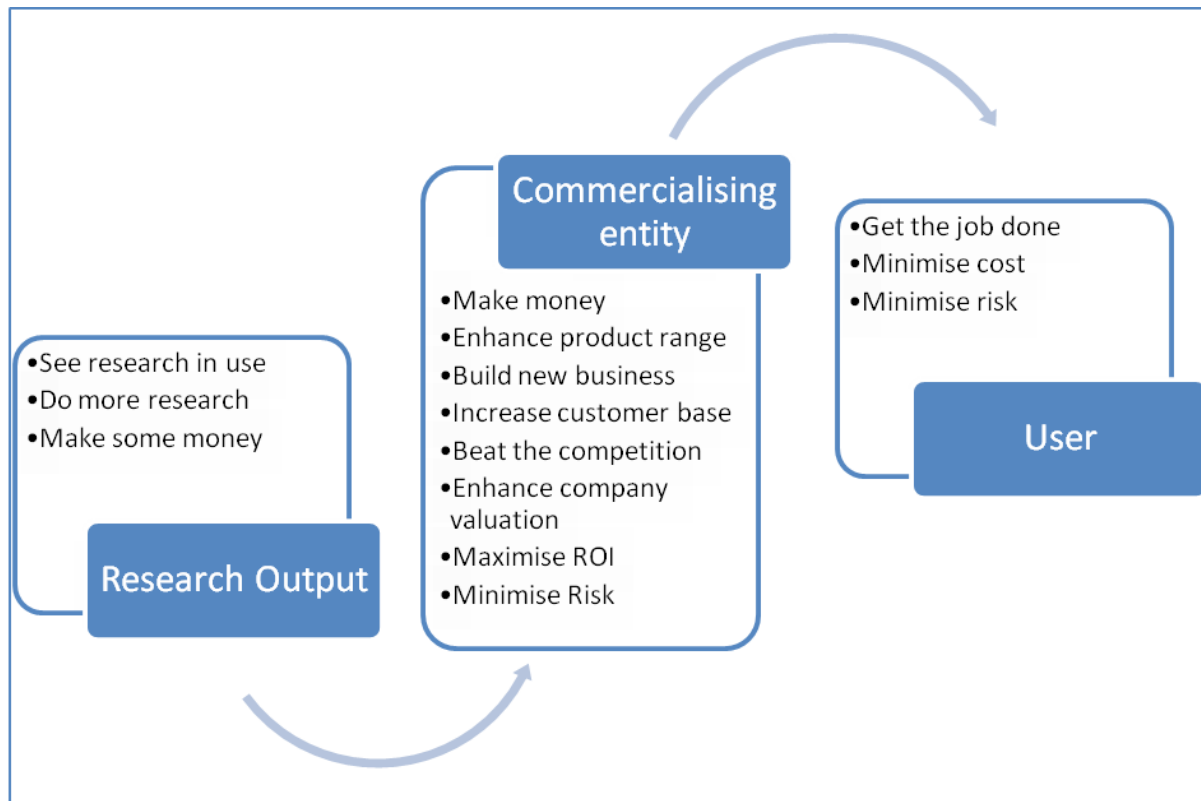 •See research in use
•Do more research
•Make some money
Research Output
Commercialising
entity
•Make money
•Enhance product range
•Build new business
•Increase customer base
•Beat the competition
•Enhance company
valuation
•Maximise ROI
•Minimise Risk
•Get the job done
•Minimise cost
•Minimise risk
User